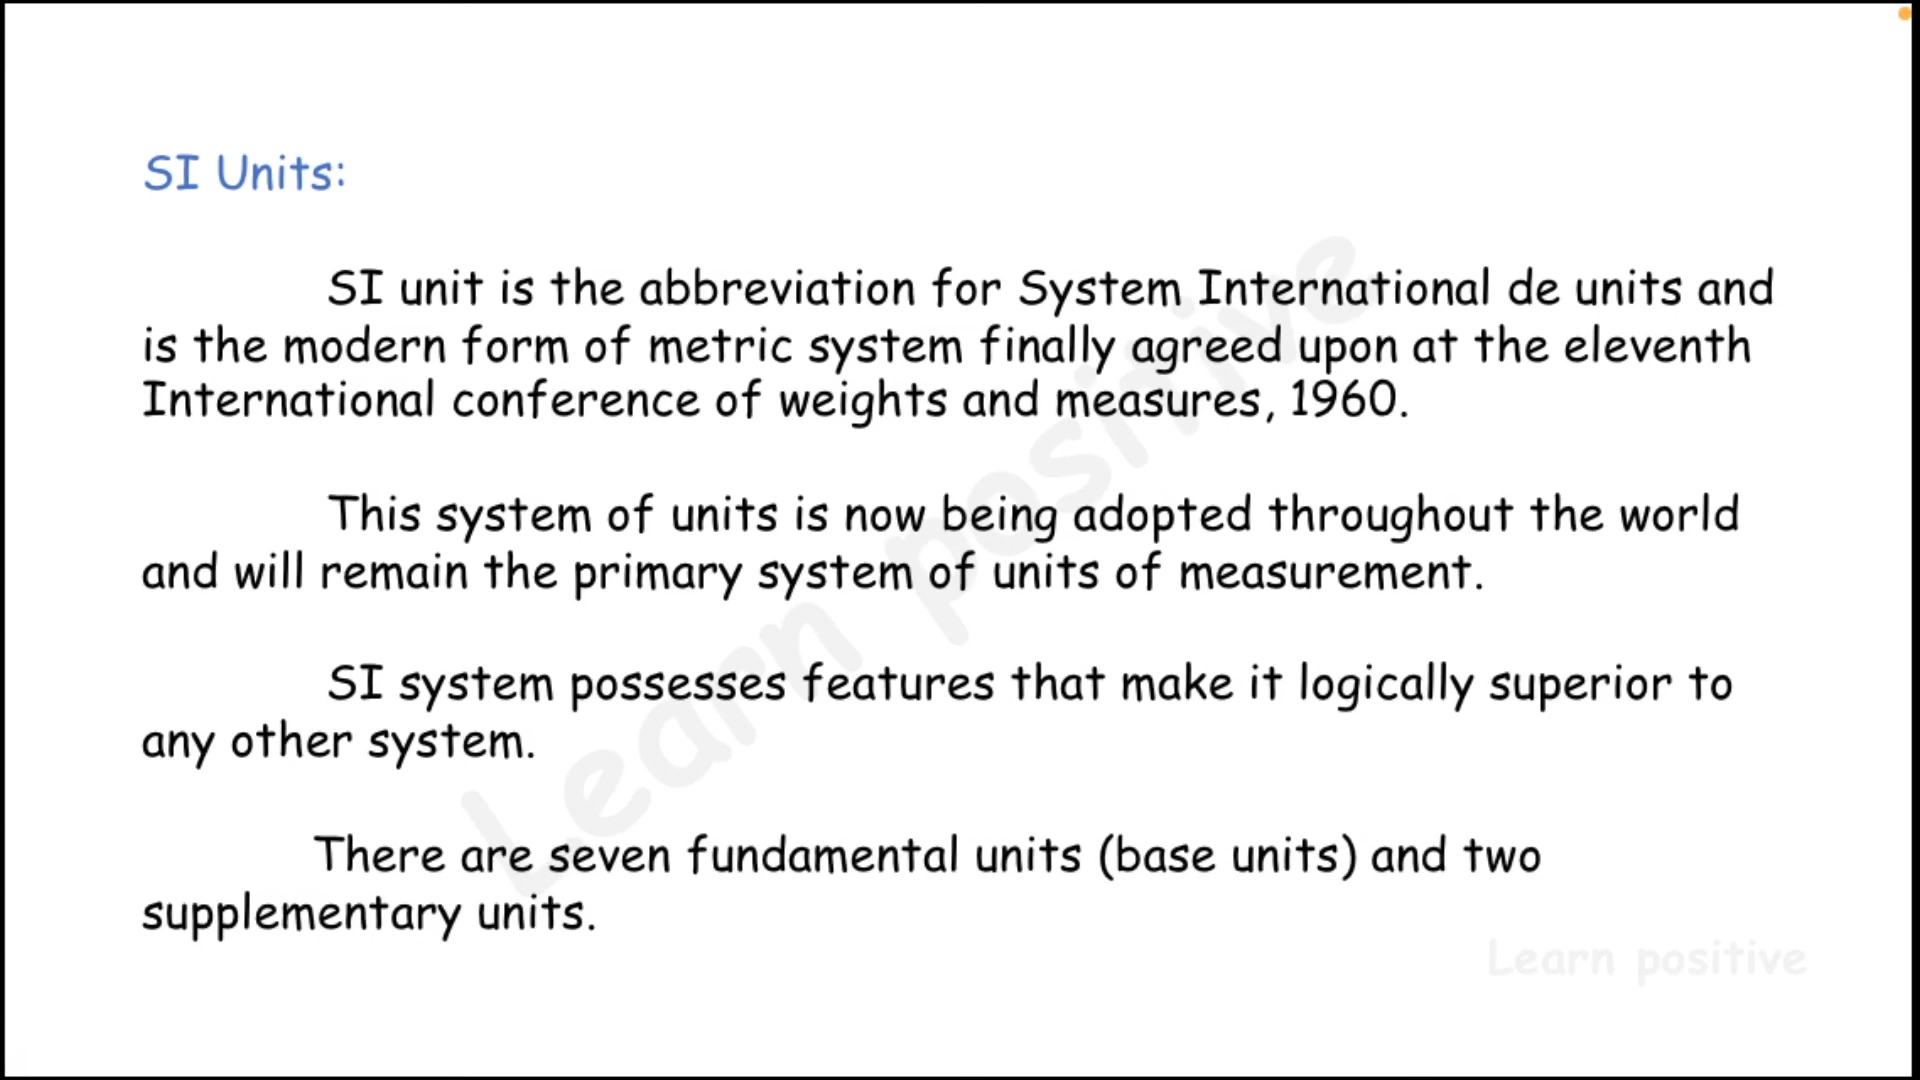 SI Units:
SI unit is the abbreviation for System International de units and
is the modern form of metric system finally agreed upon at the eleventh
International conference of weights and measures, 1960.
This system of units is now being adopted throughout the world
and will remain the primary system of units of measurement.
SI system possesses features that make it logically superior to
any other system.
There are seven fundamental units (base units) and two
supplementary units.
Learn positive
Learn positive